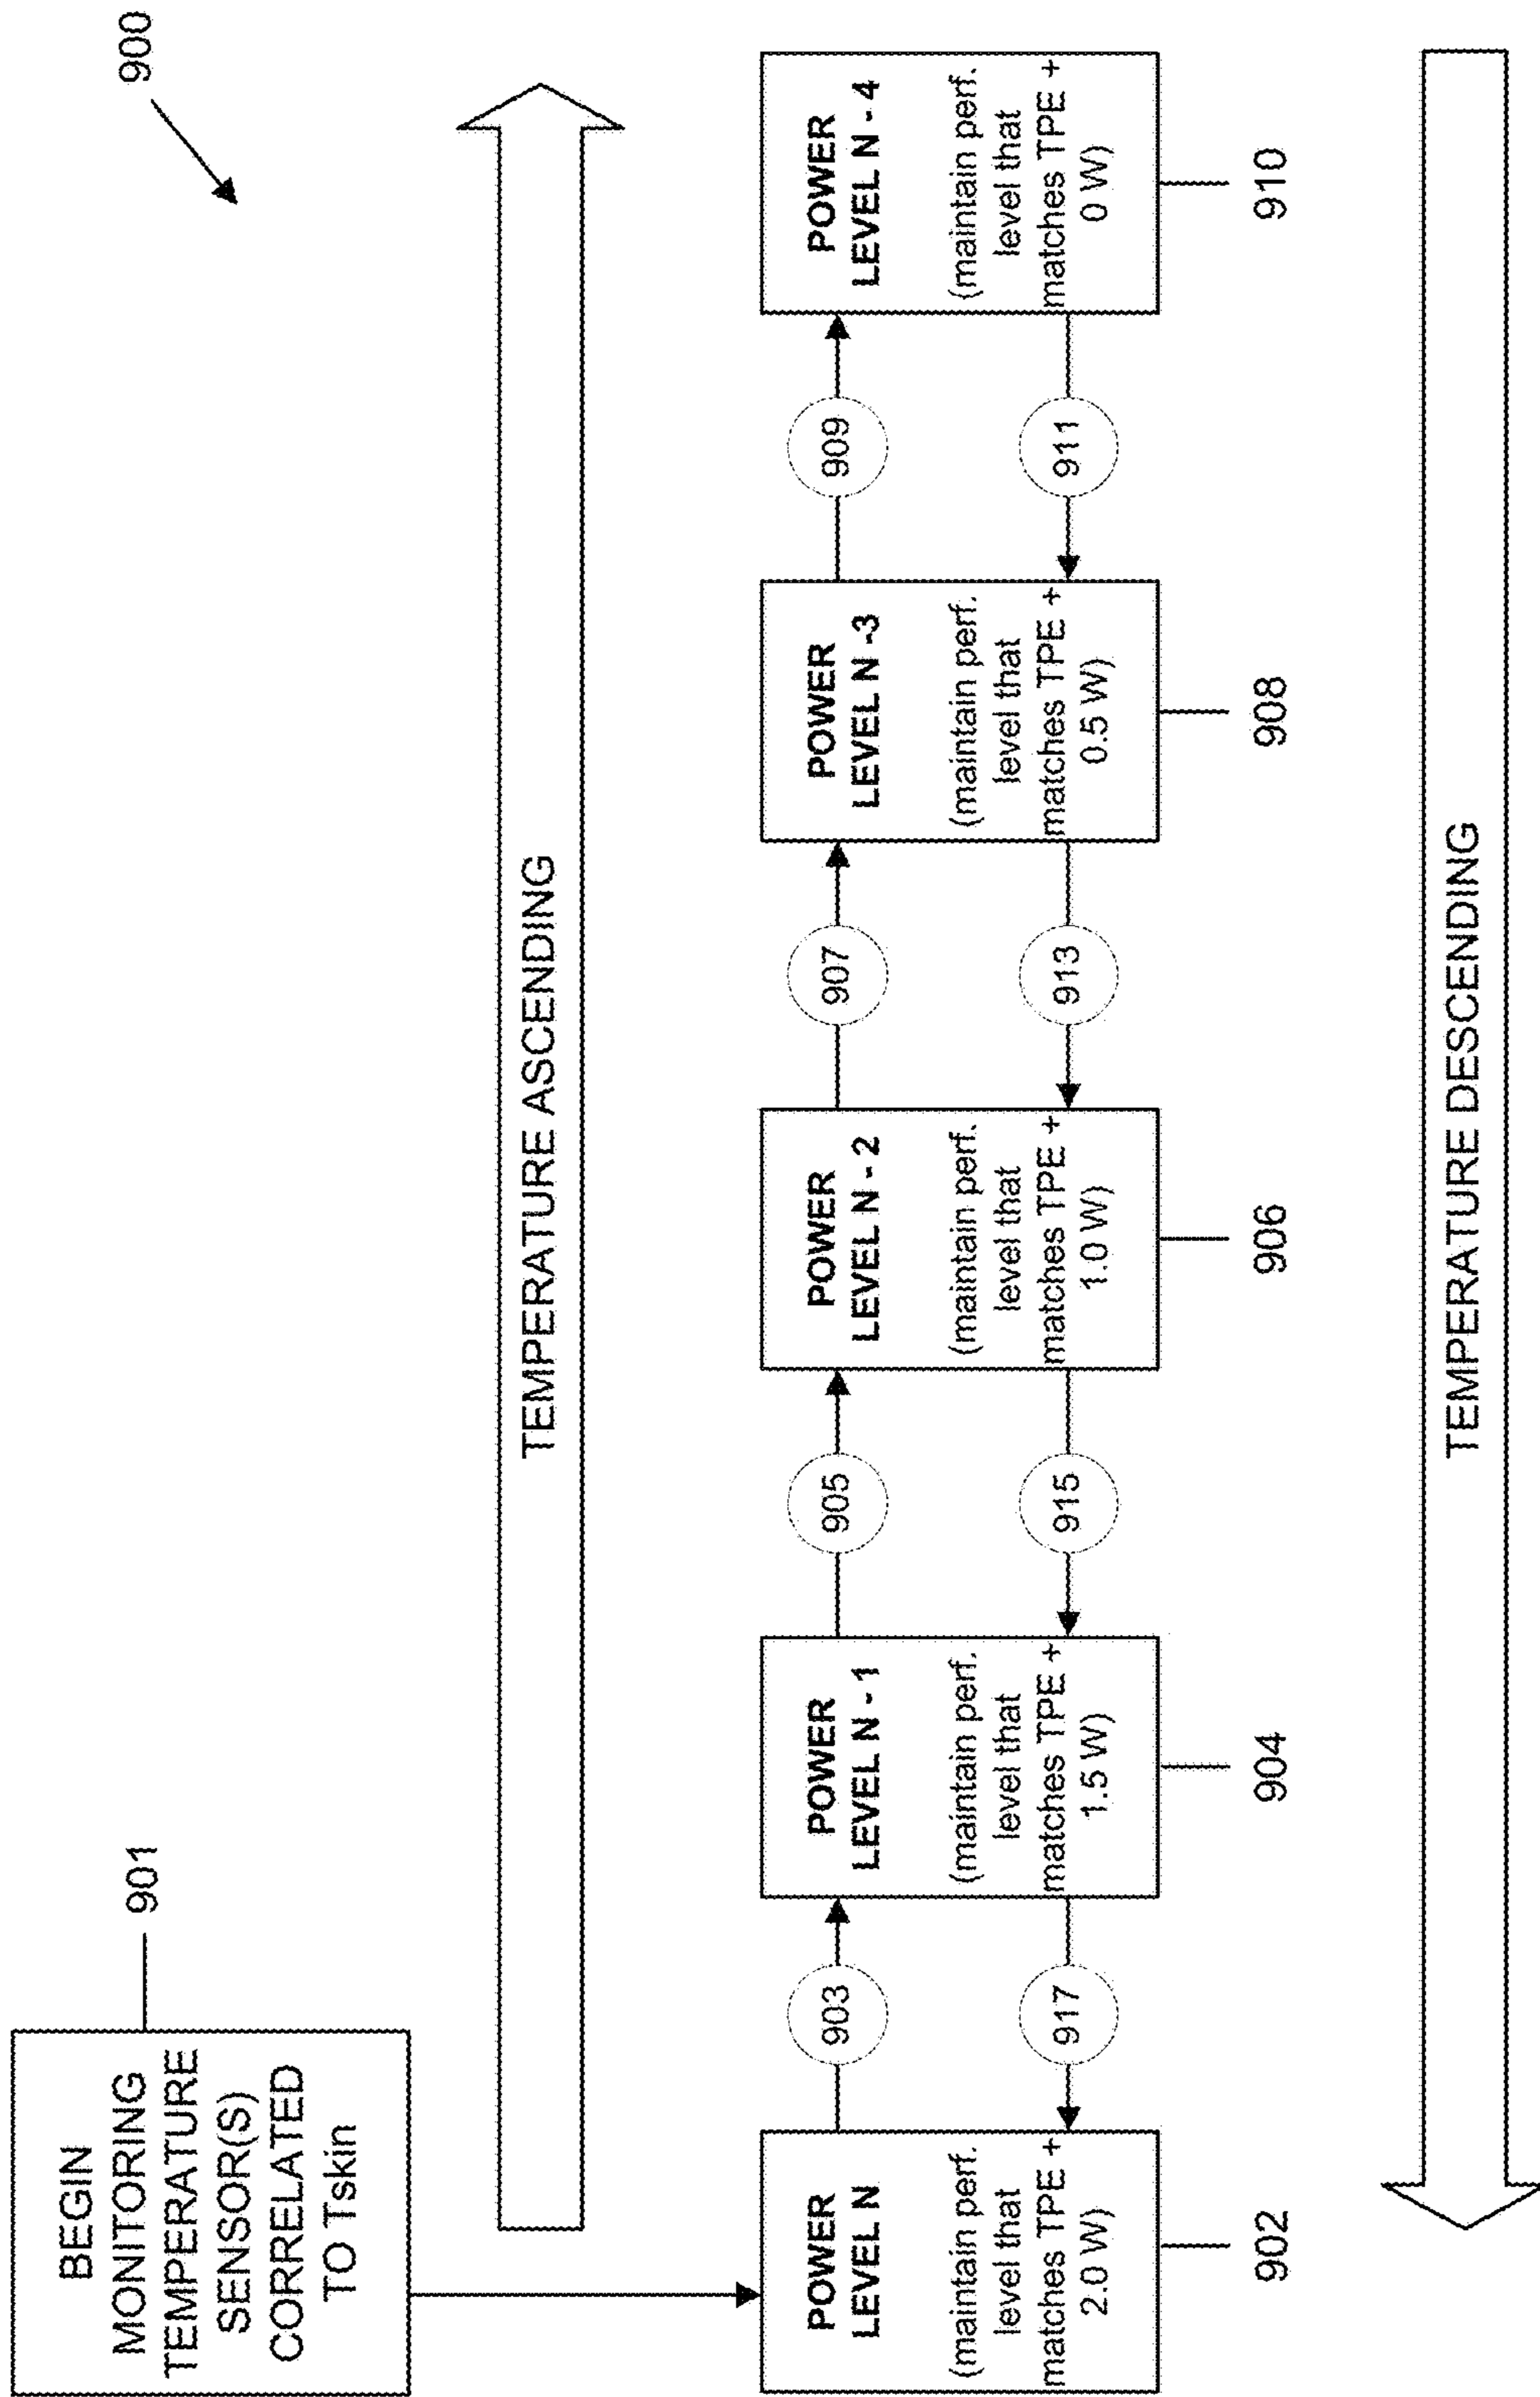 900
BEGIN
MONITORING
TEMPERATURE
SENSOR(S)
CORRELATED
TO Tskin
901
TEMPERATURE ASCENDING
POWER
LEVEL N
(maintain perf.
level that
matches TPE +
2.0 W)
902
903
917
POWER
LEVEL N - 1
(maintain perf.
level that
matches TPE +
1.5 W)
904
905
915
POWER
LEVEL N - 2
(maintain perf.
level that
matches TPE +
1.0 W)
906
907
913
POWER
LEVEL N -3
(maintain perf.
level that
matches TPE +
0.5 W)
908
909
911
POWER
LEVEL N - 4
(maintain perf.
level that
matches TPE +
0 W)
910
TEMPERATURE DESCENDING